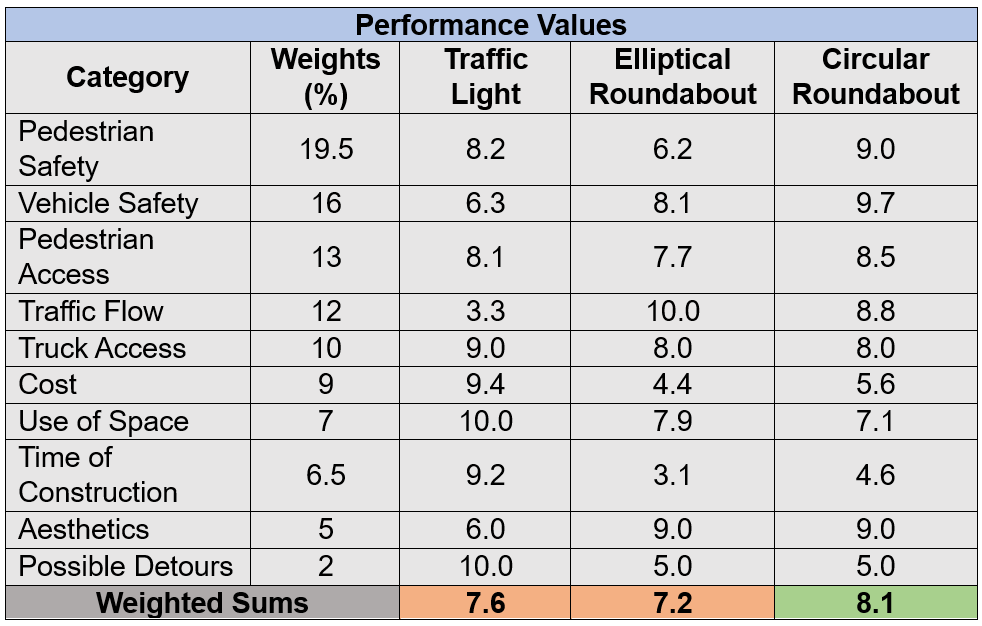 Performance Values
Category Weights (%) Traffic Light Elliptical Roundabout Circular Roundabout
Pedestrian Safety 19.5 8.2 6.2 9.0
Vehicle Safety 16 6.3 8.1 9.7
Pedestrian Access 13 8.1 7.7 8.5
Traffic Flow 12 3.3 10.0 8.8
Truck Access 10 9.0 8.0 8.0
Cost 9 9.4 4.4 5.6
Use of Space 7 10.0 7.9 7.1
Time of Construction 6.5 9.2 3.1 4.6
Aesthetics 5 6.0 9.0 9.0
Possible Detours 2 10.0 5.0 5.0
Weighted Sums 7.6 7.2 8.1